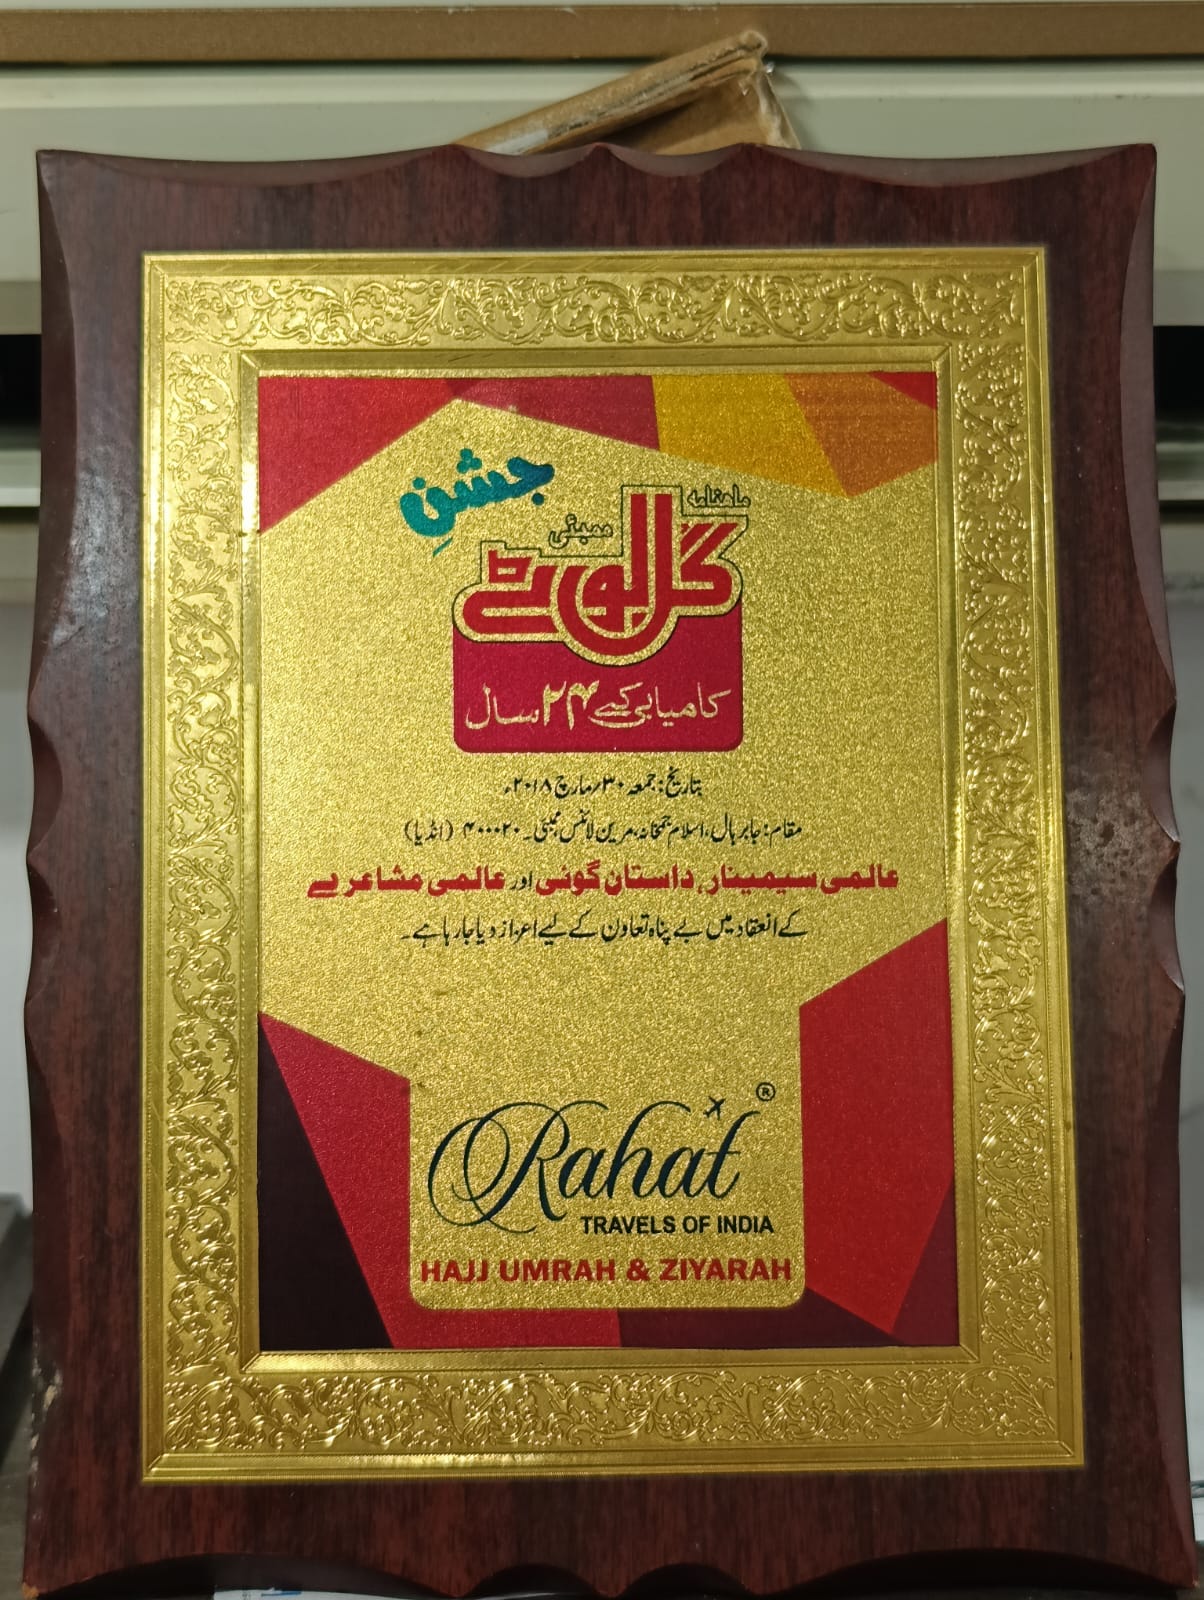 جشنِ
ماہنامہ
گل بوٹے
ممبئی
کامیابی کے ۲۴ سال
بتاریخ: جمعہ ۳۰؍مارچ ۲۰۱۸ء
مقام: جابر ہال، اسلام جمخانہ، مرین لائنس ممبئی۔ ۴۰۰۰۲۰ (انڈیا)
عالمی سیمینار، داستان گوئی اور عالمی مشاعرے
کے انعقاد میں بے پناہ تعاون کے لیے اعزاز دیا جارہا ہے۔
Rahat ®
TRAVELS OF INDIA
HAJJ UMRAH & ZIYARAH